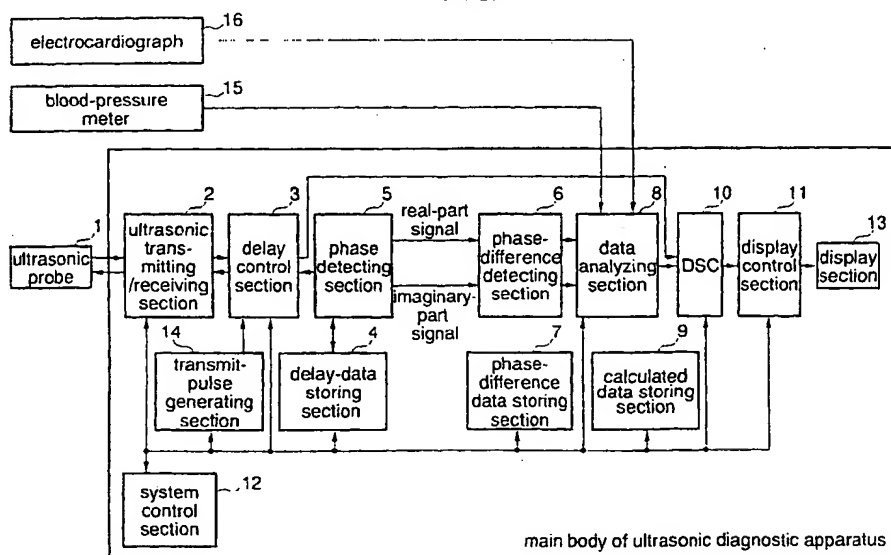 16
electrocardiograph
15
blood-pressure
meter
2
3
5
6
8
10
11
1
13
ultrasonic
trans-
mitting
/receiving
section
delay
control
section
phase
detecting
section
real-part
signal
imaginary-
part
signal
phase-
difference
detecting
section
data
analyzing
section
DSC
display
control
section
display
section
ultrasonic
probe
14
4
7
9
transmit-
pulse
generating
section
delay-data
storing
section
phase-
difference
data storing
section
calculated
data storing
section
12
system
control
section
main body of ultrasonic diagnostic apparatus